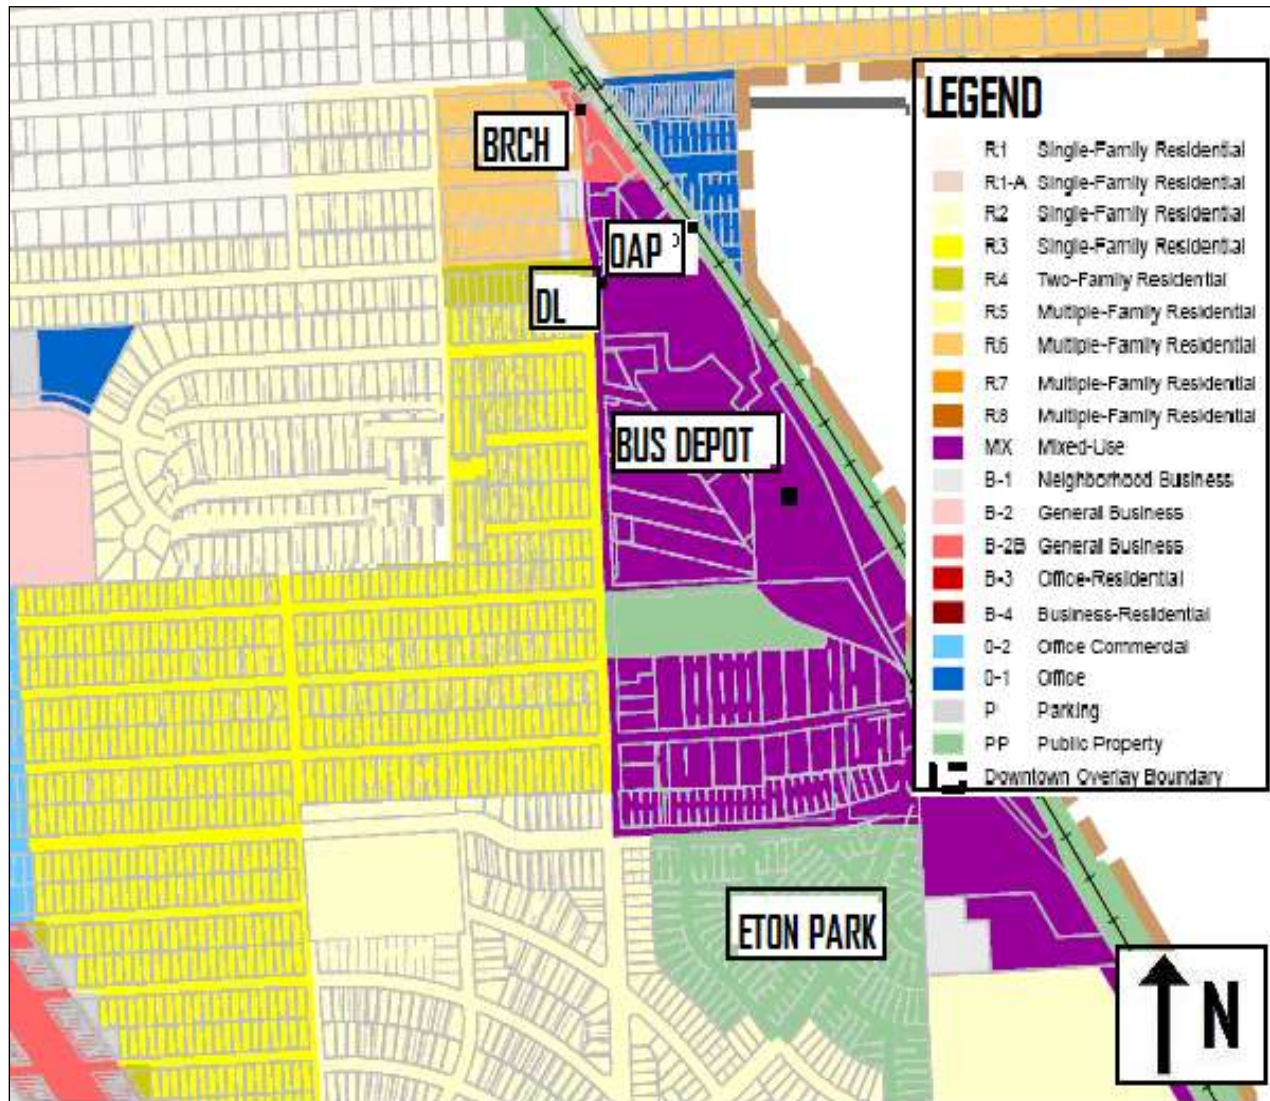 BRCH
OAP
DL
BUS DEPOT
ETON PARK
LEGEND
R1 Single-Family Residential
R1-A Single-Family Residential
R2 Single-Family Residential
R3 Single-Family Residential
R4 Two-Family Residential
R5 Multiple-Family Residential
R6 Multiple-Family Residential
R7 Multiple-Family Residential
R8 Multiple-Family Residential
MX Mixed-Use
B-1 Neighborhood Business
B-2 General Business
B-2B General Business
B-3 Office-Residential
B-4 Business-Residential
0-2 Office Commercial
0-1 Office
P Parking
PP Public Property
Downtown Overlay Boundary
N